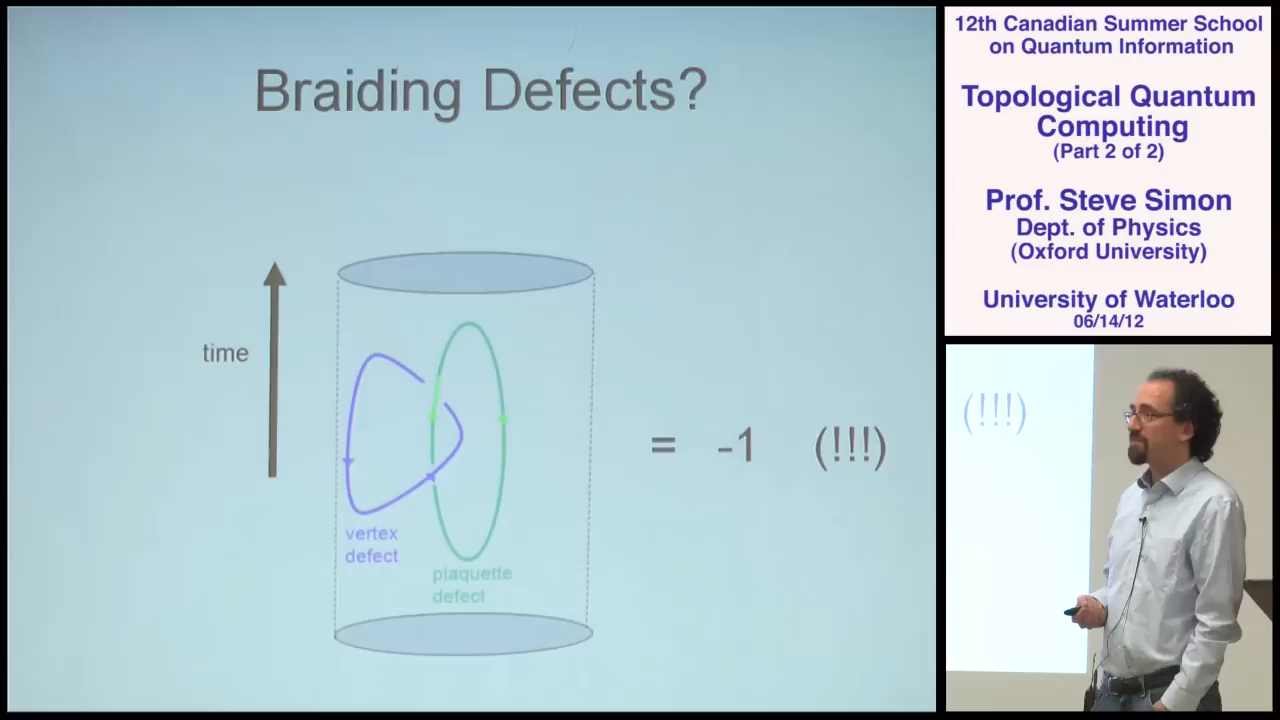 Braiding Defects?
time
= -1 (!!!)
vertex
defect
plaquette
defect
12th Canadian Summer School
on Quantum Information
Topological Quantum
Computing
(Part 2 of 2)
Prof. Steve Simon
Dept. of Physics
(Oxford University)
University of Waterloo
06/14/12
(!!!)